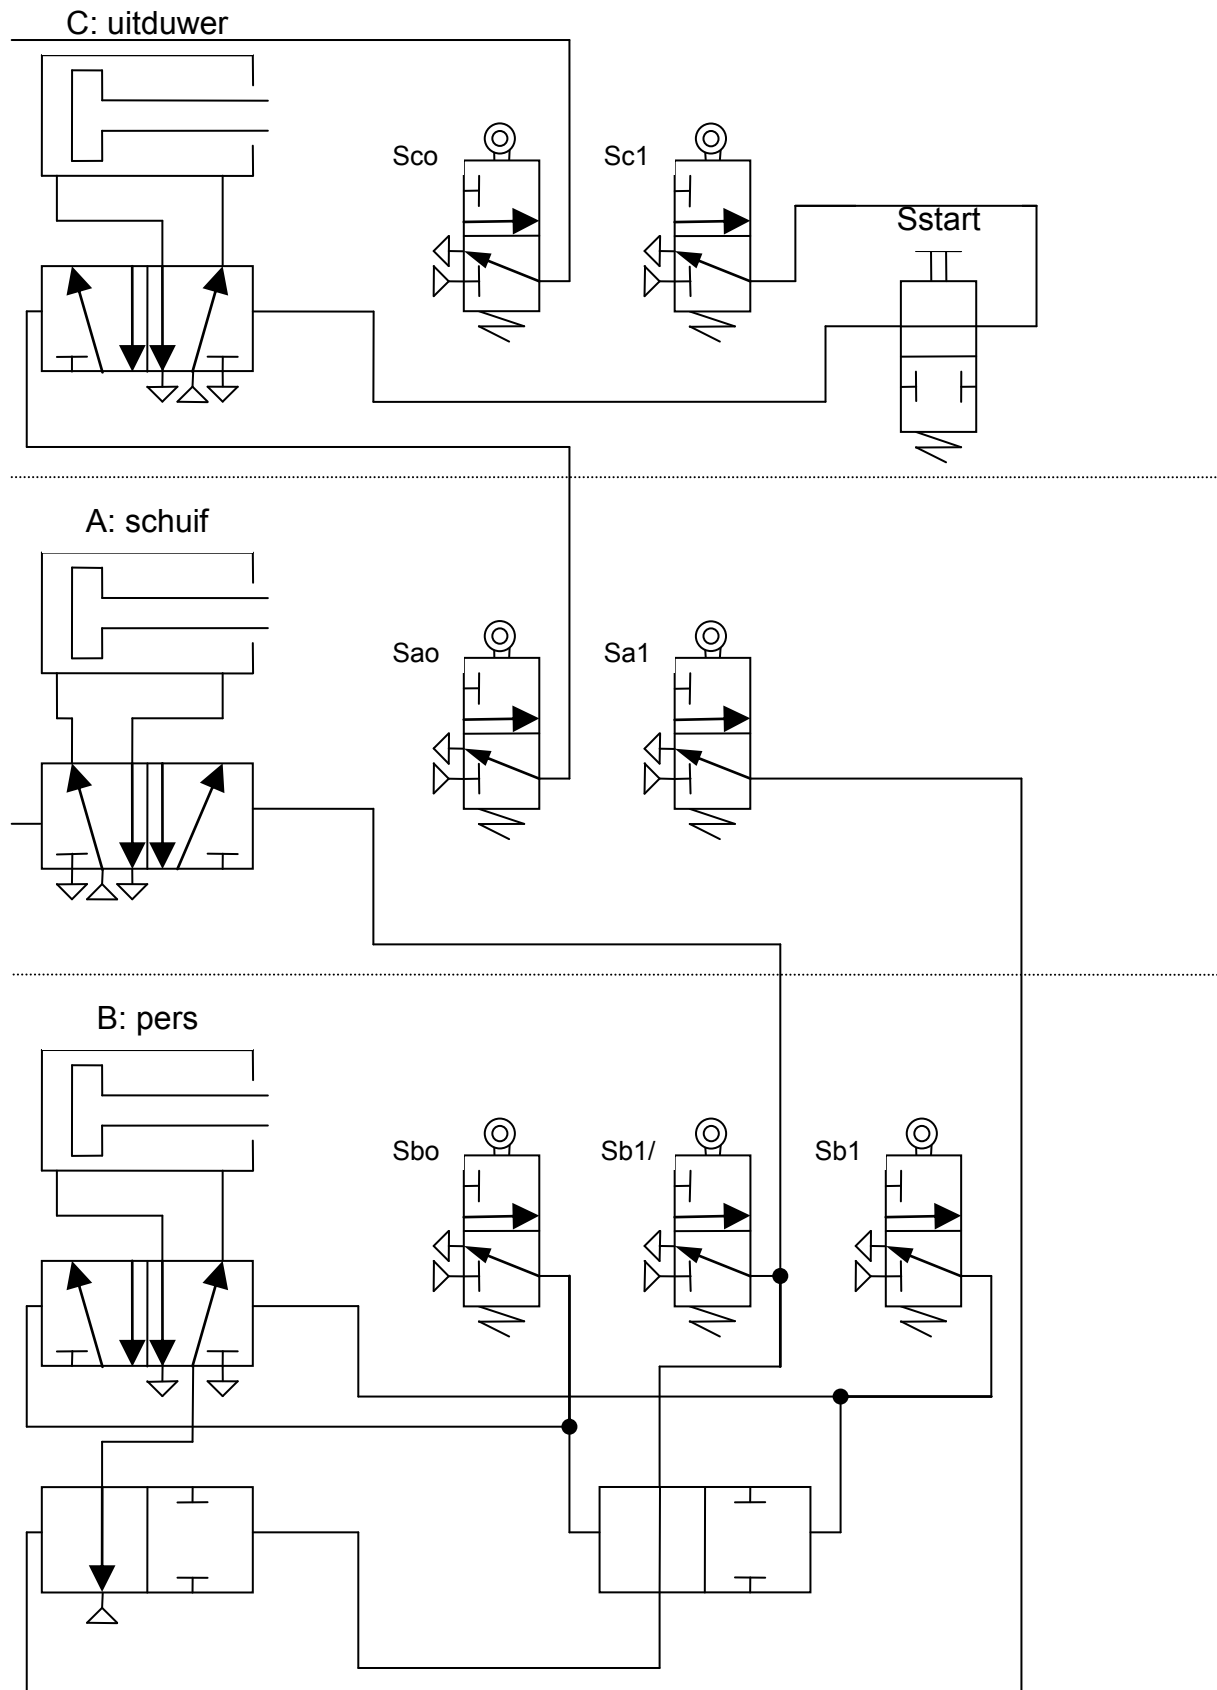 C: uitduwer
Sco
Sc1
Sstart
A: schuif
Sao
Sa1
B: pers
Sbo
Sb1/
Sb1